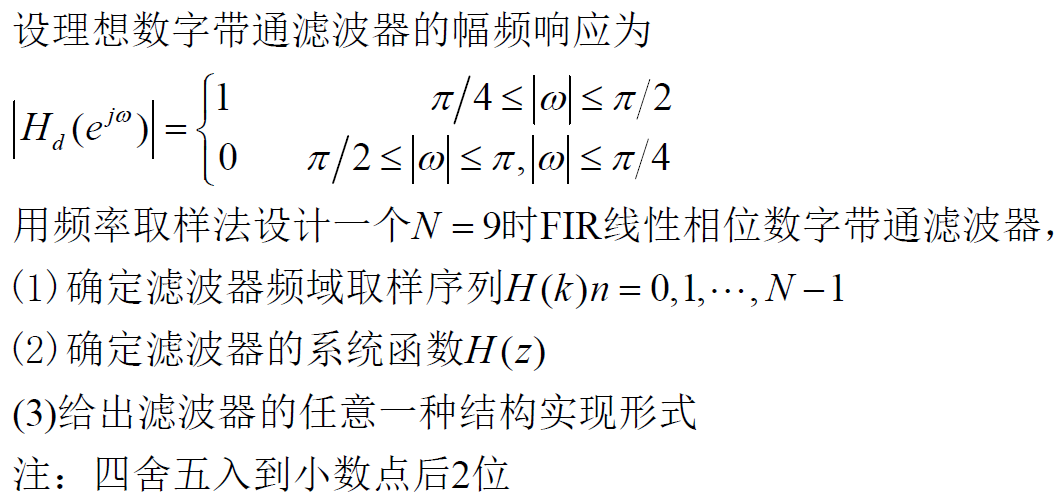 设理想数字带通滤波器的幅频响应为
|H_d(e^{jω})| = { 1 π/4 ≤ |ω| ≤ π/2
0 π/2 ≤ |ω| ≤ π, |ω| ≤ π/4
用频率取样法设计一个N = 9时FIR线性相位数字带通滤波器，
(1)确定滤波器频域取样序列H(k)n = 0,1,⋯,N−1
(2)确定滤波器的系统函数H(z)
(3)给出滤波器的任意一种结构实现形式
注：四舍五入到小数点后2位